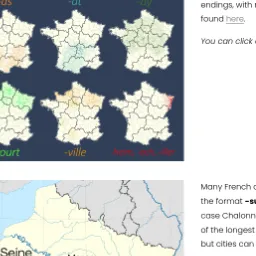 -as
-at
-ville
endings, with
found here.
You can click
Many French
the format -su
case Chalonn
of the longest
but cities can
Seine
ourt